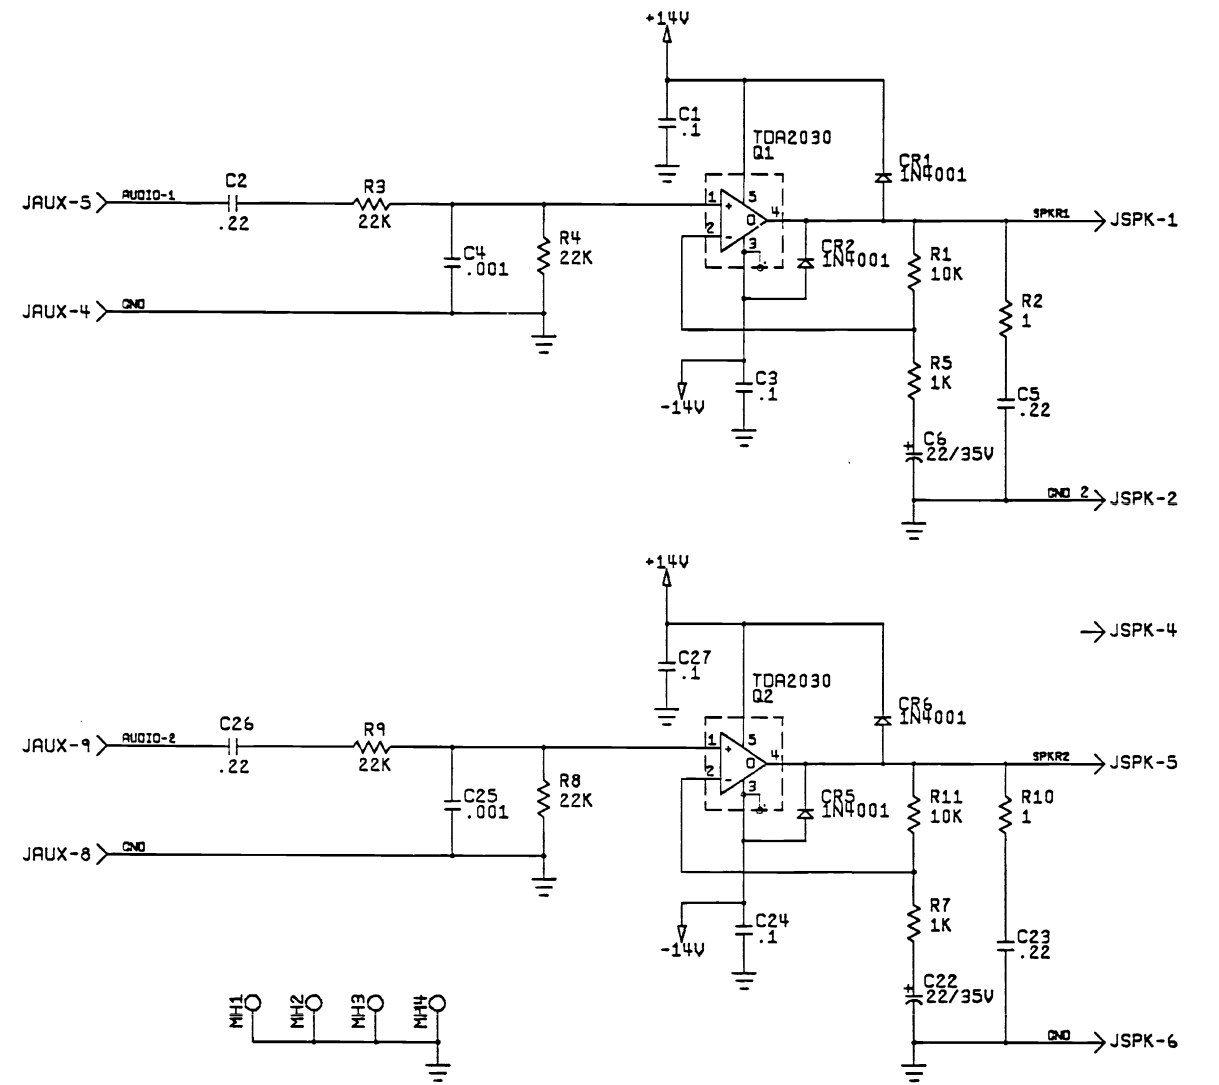 +14V
C1
.1
TDA2030
Q1
CR1
1N4001
JAUX-5
AUDIO-1
C2
.22
R3
22K
1
+
5
4
O
2
-
3
SPKR1
JSPK-1
C4
.001
R4
22K
CR2
1N4001
R1
10K
JAUX-4
GND
R2
1
R5
1K
C3
.1
-14V
C5
.22
+
C6
22/35V
GND 2
JSPK-2
+14V
JSPK-4
C27
.1
TDA2030
Q2
CR6
1N4001
JAUX-9
AUDIO-2
C26
.22
R9
22K
1
+
5
4
O
2
-
3
SPKR2
JSPK-5
C25
.001
R8
22K
CR5
1N4001
R11
10K
R10
1
JAUX-8
GND
R7
1K
C24
.1
-14V
C23
.22
+
C22
22/35V
MH1
MH2
MH3
MH4
GND
JSPK-6